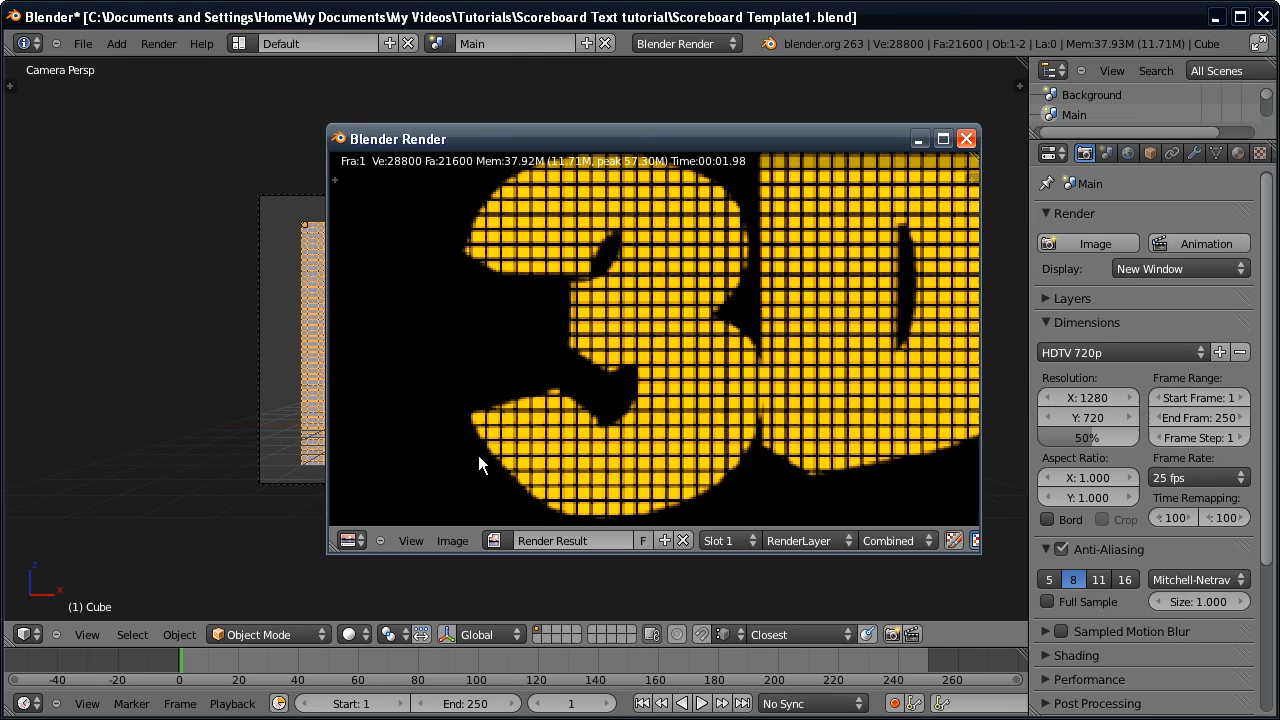 Blender* [C:\Documents and Settings\Home\My Documents\My Videos\Tutorials\Scoreboard Text tutorial\Scoreboard Template1.blend]
File Add Render Help Default Main Blender Render blender.org 263 | Ve:28800 | Fa:21600 | Ob:1-2 | La:0 | Mem:37.93M (11.71M) | Cube
Camera Persp
View Search All Scenes
Background
Main
Blender Render
Fra:1 Ve:28800 Fa:21600 Mem:37.92M (11.71M, peak 57.30M) Time:00:01.98
3
View Image Render Result F Slot 1 RenderLayer Combined
Main
Render
Image Animation
Display: New Window
Layers
Dimensions
HDTV 720p
Resolution: Frame Range:
X: 1280 Start Frame: 1
Y: 720 End Fram: 250
50% Frame Step: 1
Aspect Ratio: Frame Rate:
X: 1.000 25 fps
Y: 1.000 Time Remapping:
Bord Crop : 100 : 100
Anti-Aliasing
5 8 11 16 Mitchell-Netrav
Full Sample Size: 1.000
Sampled Motion Blur
Shading
Performance
Post Processing
z
x
(1) Cube
View Select Object Object Mode Global Closest
-40 -20 0 20 40 60 80 100 120 140 160 180 200 220 240 260
View Marker Frame Playback Start: 1 End: 250 1 No Sync